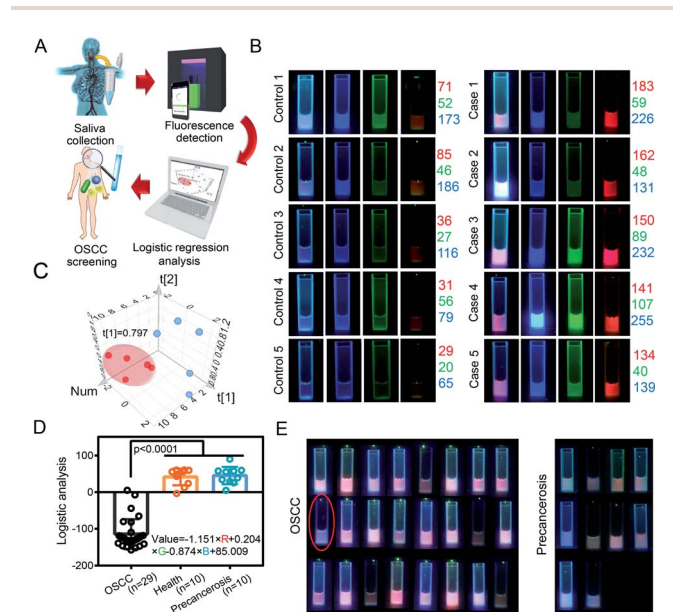 A
Saliva
collection
Fluorescence
detection
OSCC
screening
Logistic regression
analysis
B
Control 1
71
52
173
Case 1
183
59
226
Control 2
85
46
186
Case 2
162
48
131
Control 3
36
27
116
Case 3
150
89
232
Control 4
31
56
79
Case 4
141
107
255
Control 5
29
20
65
Case 5
134
40
139
C
t[2]
t[1]=0.797
Num
t[1]
D
Logistic analysis
100
0
-100
-200
p<0.0001
Value=-1.151×R+0.204
×G-0.874×B+85.009
OSCC (n=29)
Health (n=10)
Precancerosis (n=10)
E
OSCC
Precancerosis